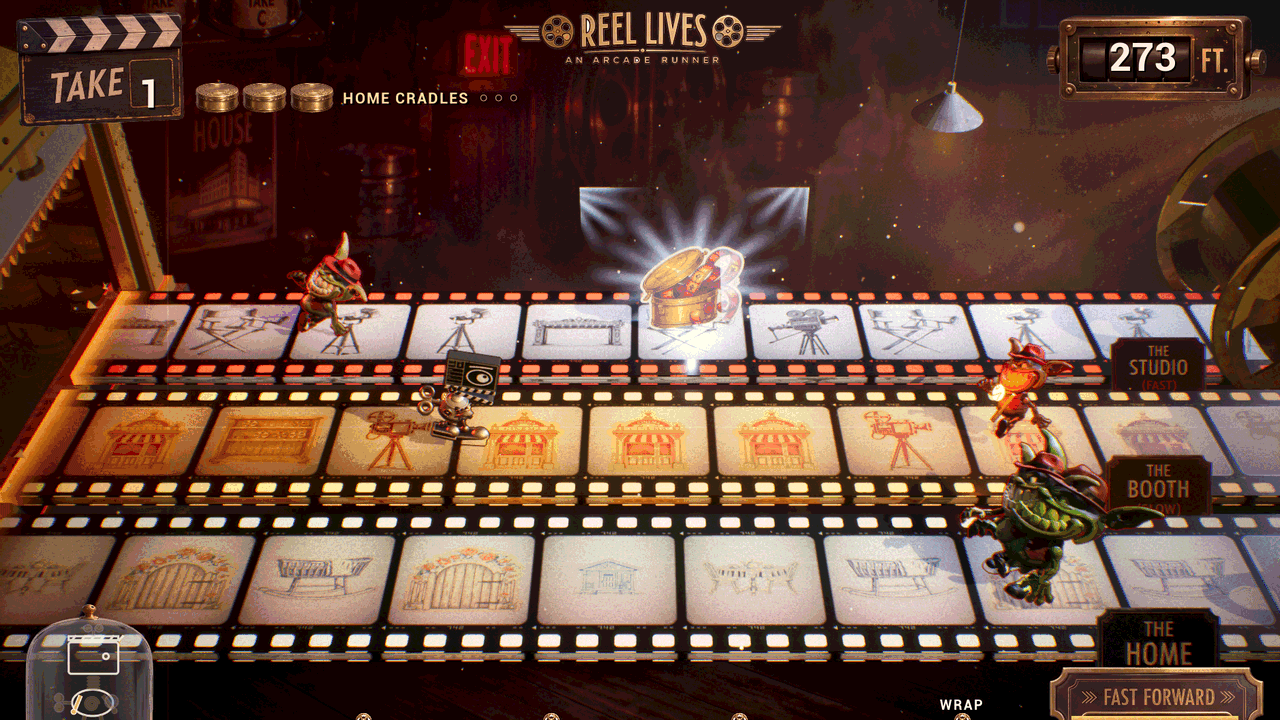 TAKE
C
TAKE 1
HOME CRADLES
EXIT
REEL LIVES
AN ARCADE RUNNER
273 FT.
HOUSE
THE
STUDIO
(FAST)
THE
BOOTH
THE
HOME
WRAP
FAST FORWARD